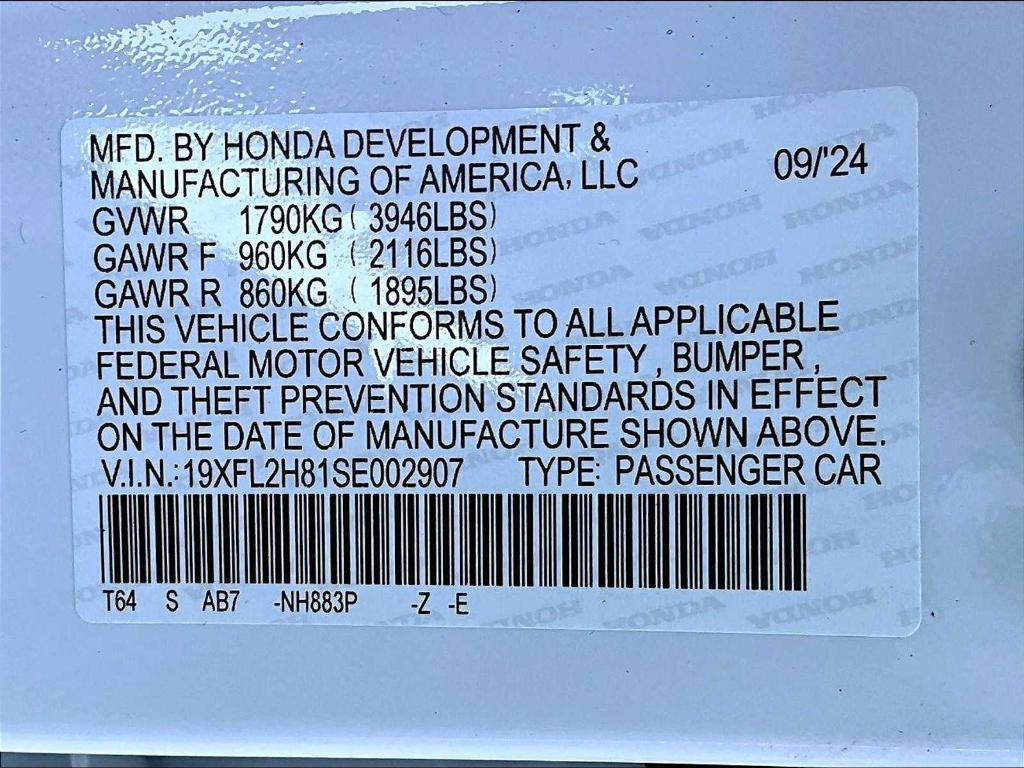 MFD. BY HONDA DEVELOPMENT &
MANUFACTURING OF AMERICA, LLC 09/'24
GVWR 1790KG ( 3946LBS)
GAWR F 960KG ( 2116LBS)
GAWR R 860KG ( 1895LBS)
THIS VEHICLE CONFORMS TO ALL APPLICABLE
FEDERAL MOTOR VEHICLE SAFETY , BUMPER ,
AND THEFT PREVENTION STANDARDS IN EFFECT
ON THE DATE OF MANUFACTURE SHOWN ABOVE.
V.I.N.: 19XFL2H81SE002907 TYPE: PASSENGER CAR
T64 S AB7 -NH883P -Z -E